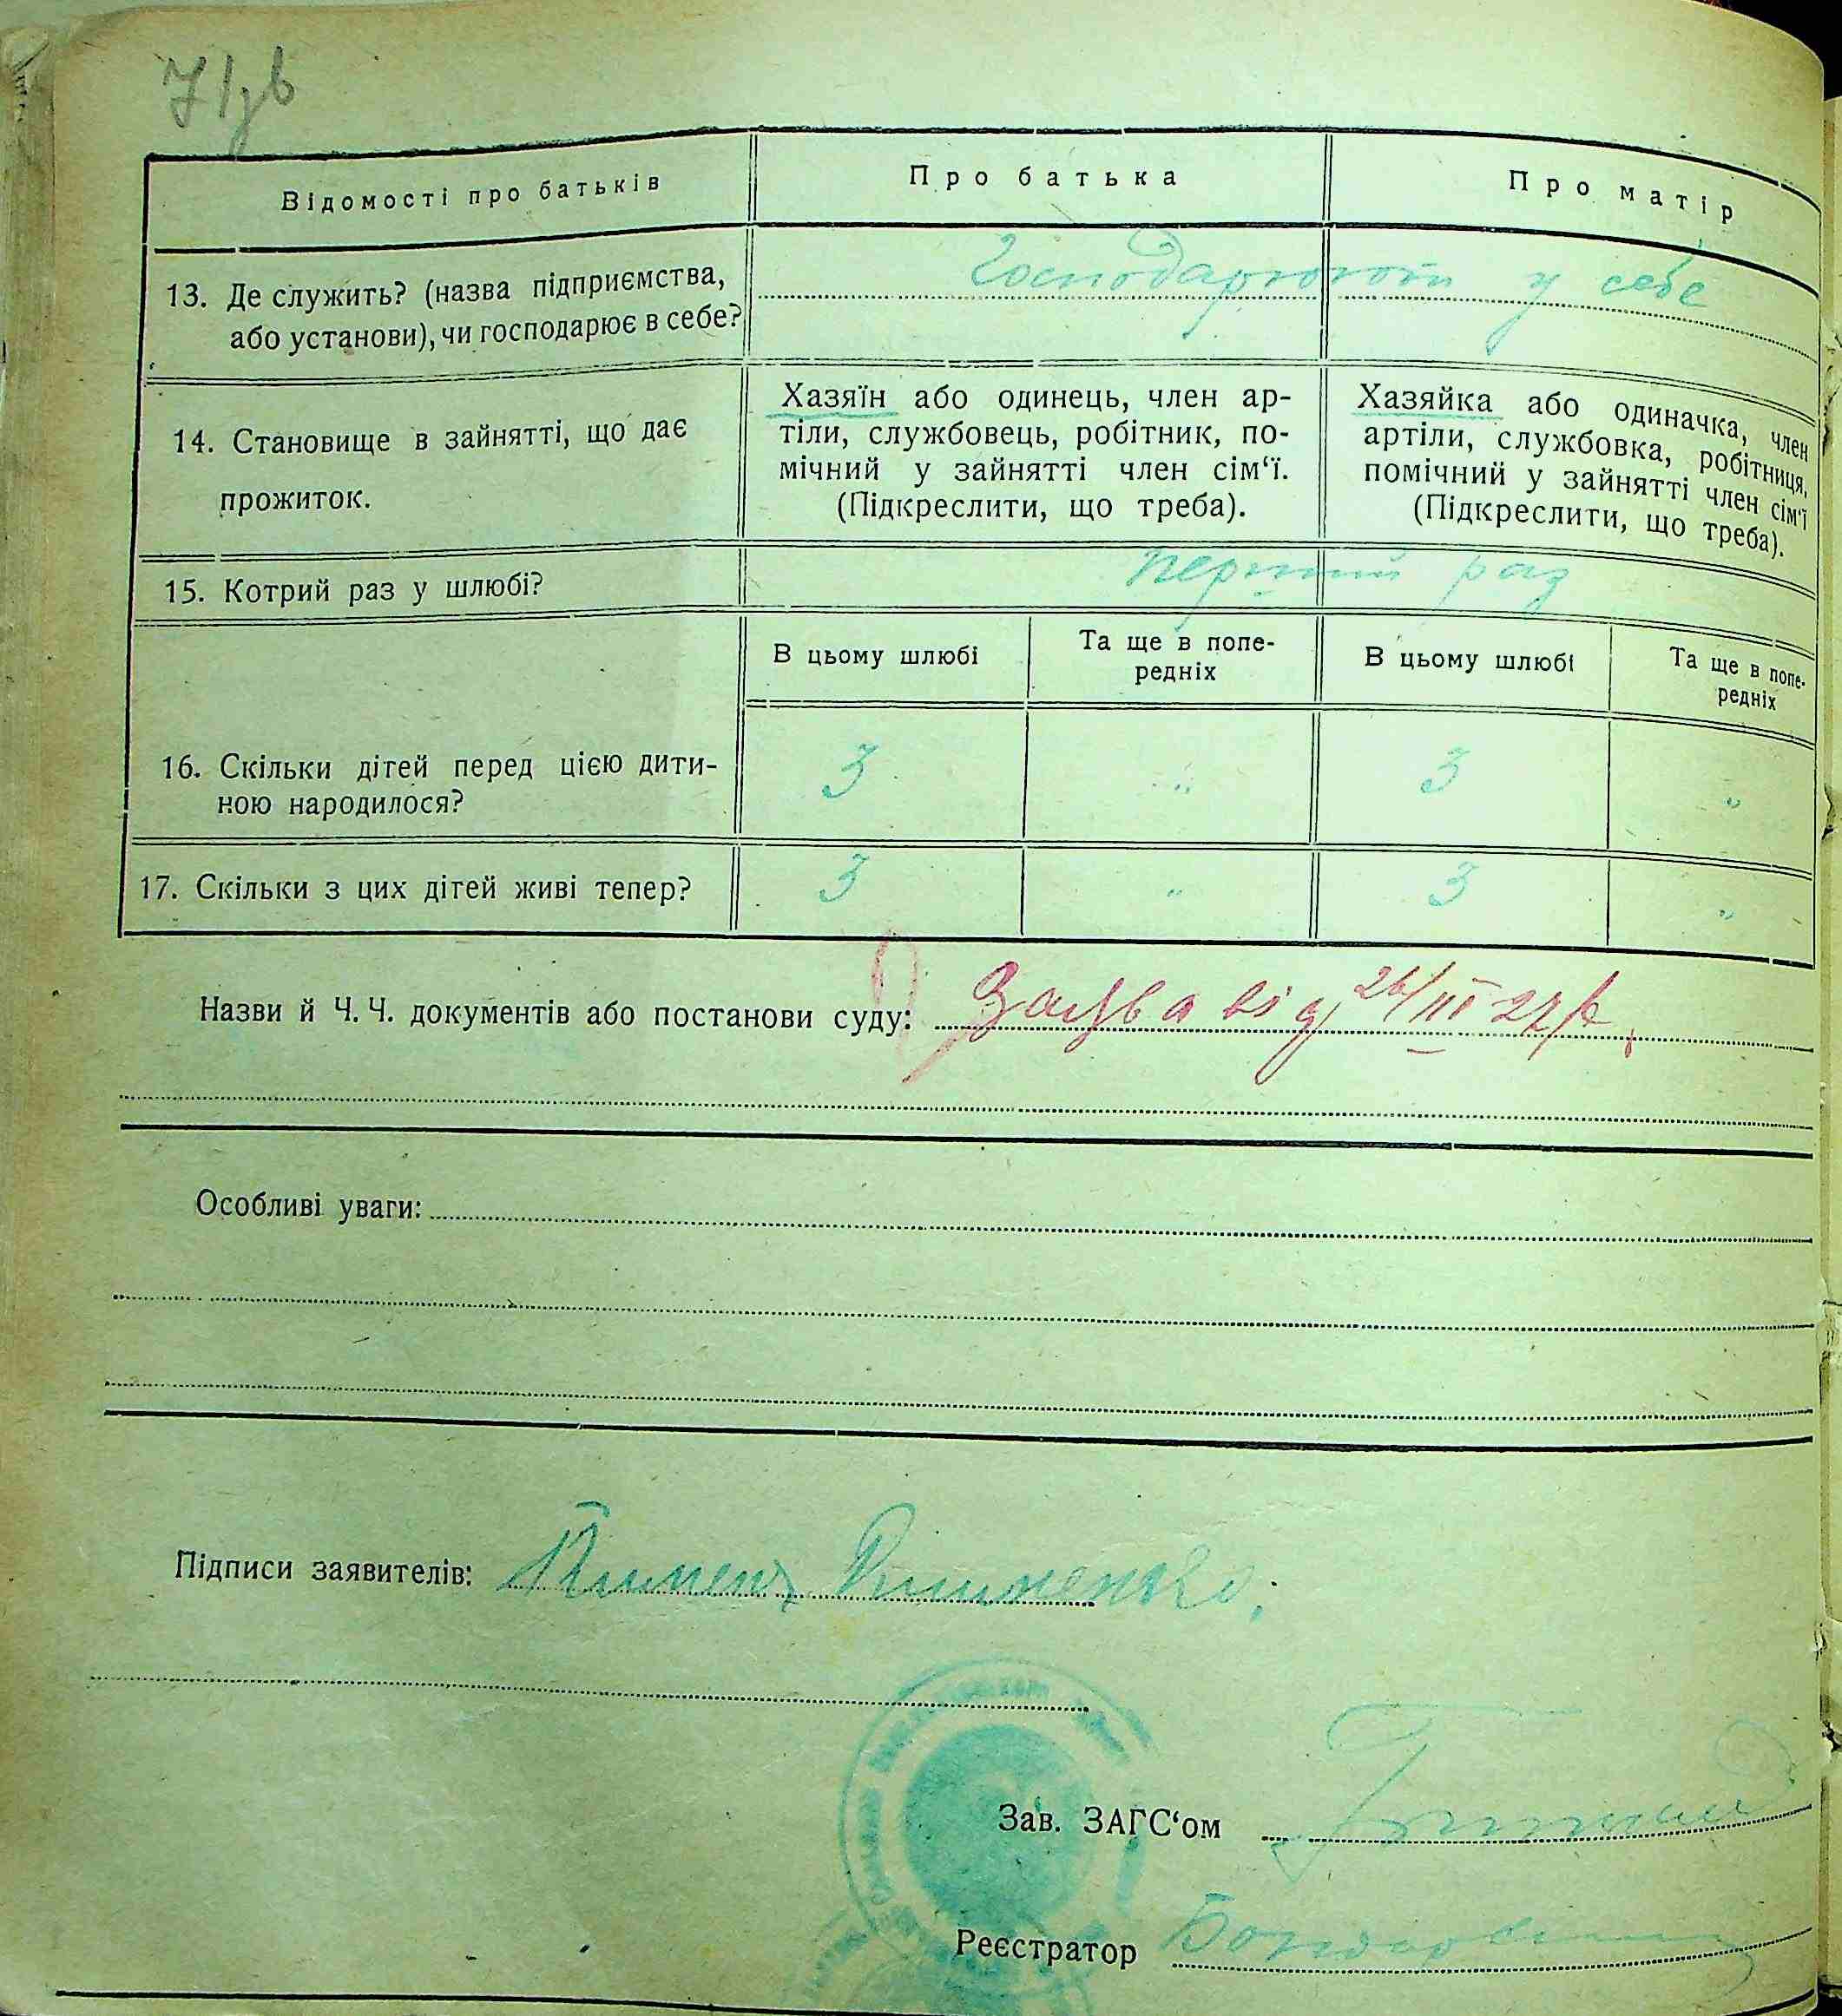 71зв
Відомості про батьків
Про батька
Про матір
13. Де служить? (назва підприємства,
або установи), чи господарює в себе?
Господарюють у себе
14. Становище в зайнятті, що дає
прожиток.
Хазяїн або одинець, член ар-
тіли, службовець, робітник, по-
мічний у зайнятті член сім‘ї.
(Підкреслити, що треба).
Хазяйка або одиначка, член
артіли, службовка, робітниця,
помічний у зайнятті член сім‘ї
(Підкреслити, що треба).
15. Котрий раз у шлюбі?
перший раз
В цьому шлюбі
Та ще в попе-
редніх
В цьому шлюбі
Та ще в попе-
редніх
16. Скільки дітей перед цією дити-
ною народилося?
3 „ 3 „
17. Скільки з цих дітей живі тепер?
3 „ 3 „
Назви й Ч. Ч. документів або постанови суду: Заява від 26/III 27 р.
Особливі уваги:
Підписи заявителів:
Зав. ЗАГС‘ом
Реєстратор